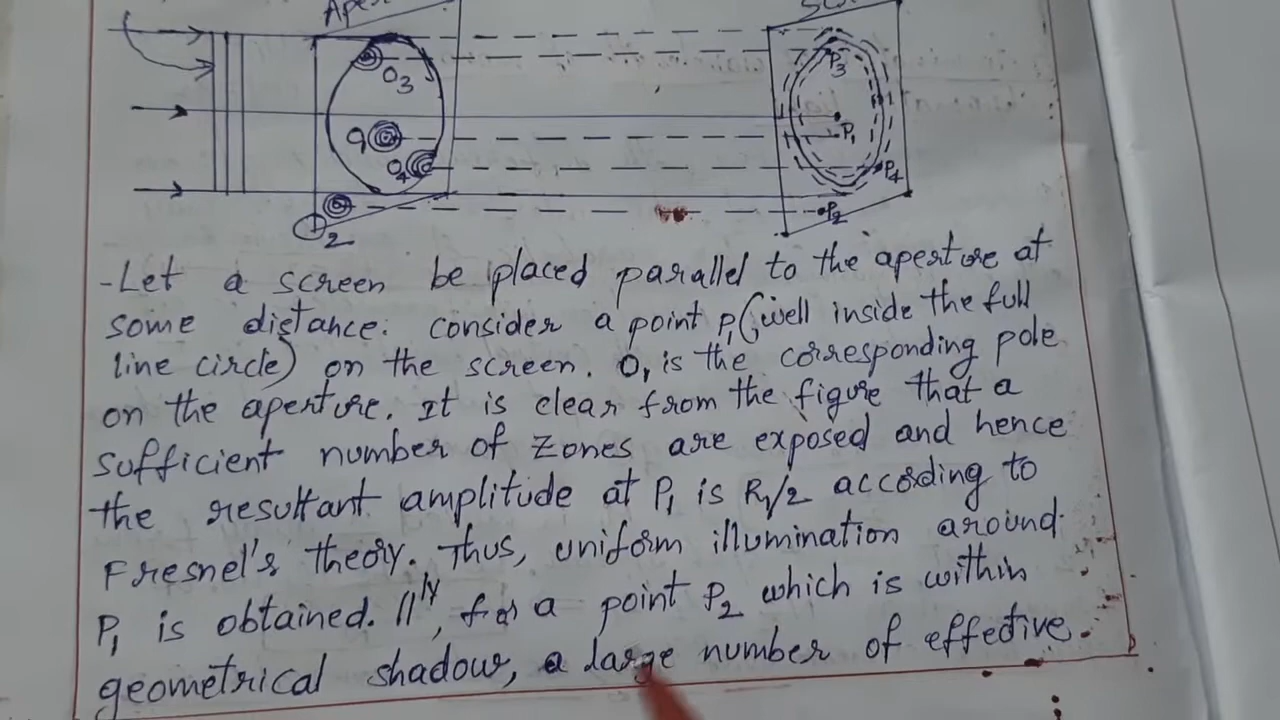 O3
P3
P1
O4
P4
P2
2
- Let a screen be placed parallel to the aperture at
some distance. consider a point P1 (well inside the full
line circle) on the screen. O1 is the corresponding pole
on the aperture. It is clear from the figure that a
sufficient number of zones are exposed and hence
the resultant amplitude at P1 is R1/2 according to
Fresnel's theory. Thus, uniform illumination around
P1 is obtained. lly, for a point P2 which is within
geometrical shadow, a large number of effective